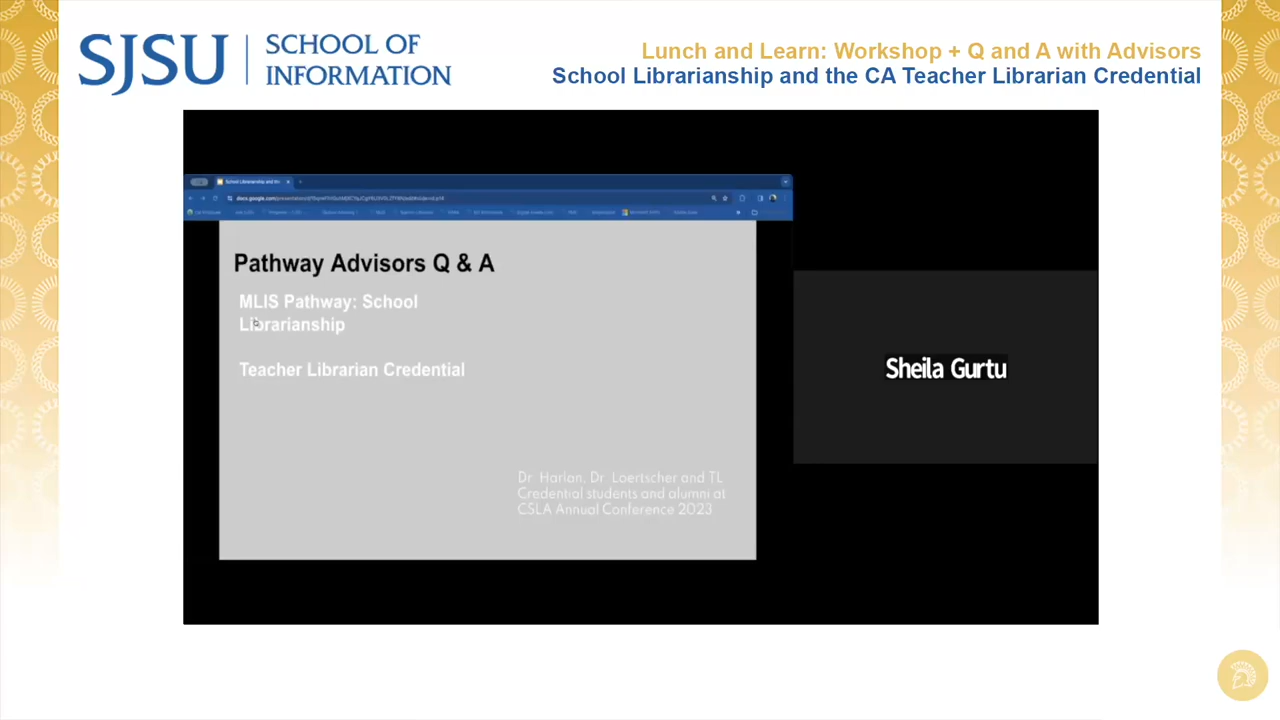 SJSU
SCHOOL OF
INFORMATION
Lunch and Learn: Workshop + Q and A with Advisors
School Librarianship and the CA Teacher Librarian Credential
Pathway Advisors Q & A
MLIS Pathway: School
Librarianship
Teacher Librarian Credential
Dr. Harlan, Dr. Loertscher and TL
Credential students and alumni at
CSLA Annual Conference 2023
Sheila Gurtu